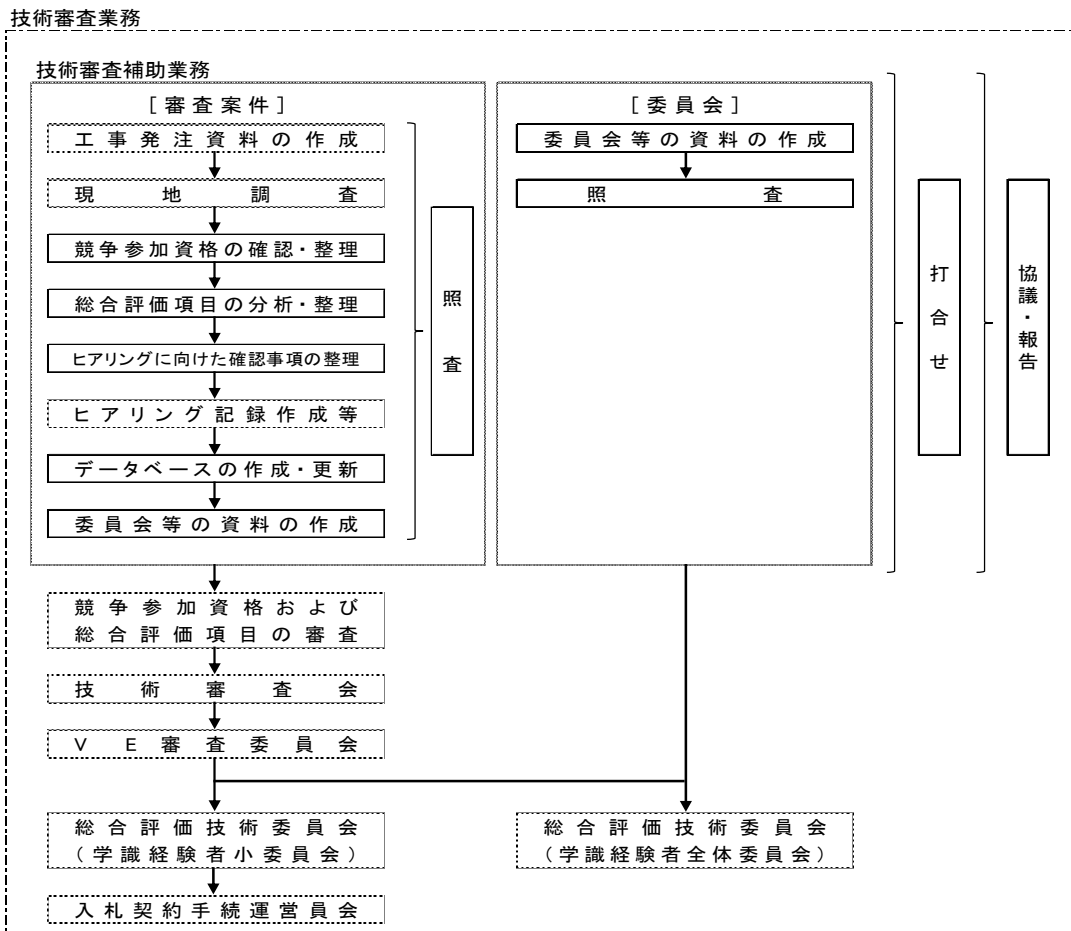 技術審査業務
技術審査補助業務
[審査案件]
工事発注資料の作成
現地調査
競争参加資格の確認・整理
総合評価項目の分析・整理
ヒアリングに向けた確認事項の整理
ヒアリング記録作成等
データベースの作成・更新
委員会等の資料の作成
照査
[委員会]
委員会等の資料の作成
照査
打合せ
協議・報告
競争参加資格および
総合評価項目の審査
技術審査会
VE審査委員会
総合評価技術委員会
(学識経験者小委員会)
総合評価技術委員会
(学識経験者全体委員会)
入札契約手続運営員会